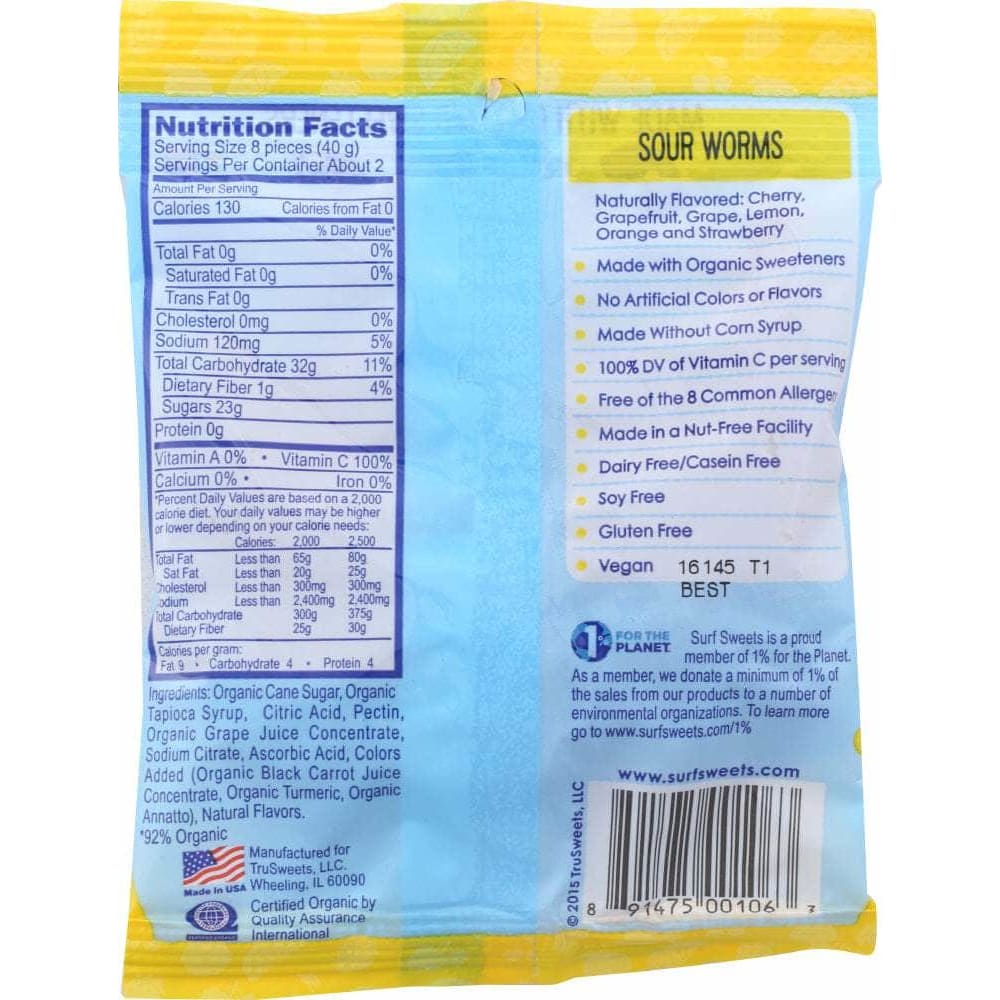 Nutrition Facts
Serving Size 8 pieces (40 g)
Servings Per Container About 2
Amount Per Serving
Calories 130 Calories from Fat 0
% Daily Value*
Total Fat 0g 0%
Saturated Fat 0g 0%
Trans Fat 0g
Cholesterol 0mg 0%
Sodium 120mg 5%
Total Carbohydrate 32g 11%
Dietary Fiber 1g 4%
Sugars 23g
Protein 0g
Vitamin A 0% • Vitamin C 100%
Calcium 0% • Iron 0%
*Percent Daily Values are based on a 2,000
calorie diet. Your daily values may be higher
or lower depending on your calorie needs:
Calories: 2,000 2,500
Total Fat Less than 65g 80g
Sat Fat Less than 20g 25g
Cholesterol Less than 300mg 300mg
odium Less than 2,400mg 2,400mg
Total Carbohydrate 300g 375g
Dietary Fiber 25g 30g
Calories per gram:
Fat 9 • Carbohydrate 4 • Protein 4
Ingredients: Organic Cane Sugar, Organic
Tapioca Syrup, Citric Acid, Pectin,
Organic Grape Juice Concentrate,
Sodium Citrate, Ascorbic Acid, Colors
Added (Organic Black Carrot Juice
Concentrate, Organic Turmeric, Organic
Annatto), Natural Flavors.
*92% Organic
Made in USA
Manufactured for
TruSweets, LLC.
Wheeling, IL 60090
Certified Organic by
Quality Assurance
International
SOUR WORMS
Naturally Flavored: Cherry,
Grapefruit, Grape, Lemon,
Orange and Strawberry
• Made with Organic Sweeteners
• No Artificial Colors or Flavors
• Made Without Corn Syrup
• 100% DV of Vitamin C per serving
• Free of the 8 Common Allergen
• Made in a Nut-Free Facility
• Dairy Free/Casein Free
• Soy Free
• Gluten Free
• Vegan
16145 T1
BEST
1% FOR THE
PLANET
Surf Sweets is a proud
member of 1% for the Planet.
As a member, we donate a minimum of 1% of
the sales from our products to a number of
environmental organizations. To learn more
go to www.surfsweets.com/1%
www.surfsweets.com
© 2015 TruSweets, LLC
8 91475 00106 3